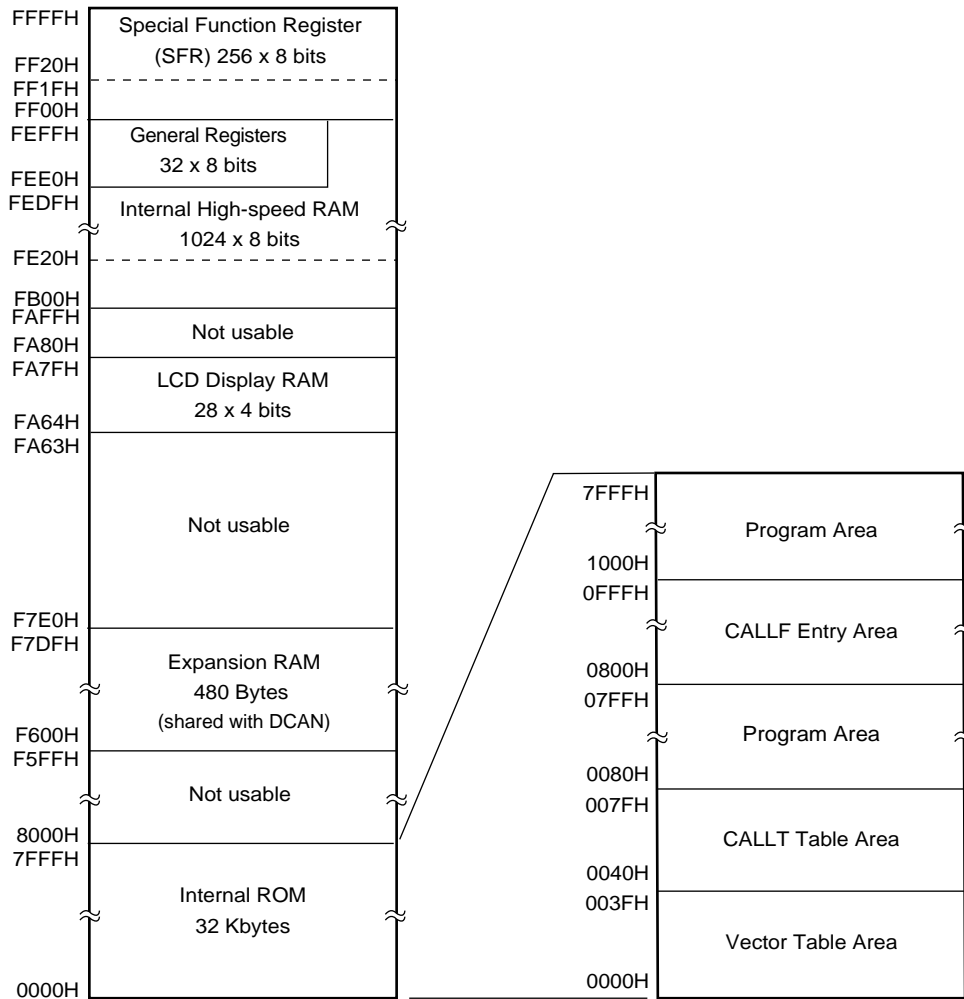 FFFFH
Special Function Register
(SFR) 256 x 8 bits
FF20H
FF1FH
FF00H
FEFFH
General Registers
32 x 8 bits
FEE0H
FEDFH
Internal High-speed RAM
1024 x 8 bits
FE20H
FB00H
FAFFH
Not usable
FA80H
FA7FH
LCD Display RAM
28 x 4 bits
FA64H
FA63H
Not usable
F7E0H
F7DFH
Expansion RAM
480 Bytes
(shared with DCAN)
F600H
F5FFH
Not usable
8000H
7FFFH
Internal ROM
32 Kbytes
0000H
7FFFH
Program Area
1000H
0FFFH
CALLF Entry Area
0800H
07FFH
Program Area
0080H
007FH
CALLT Table Area
0040H
003FH
Vector Table Area
0000H